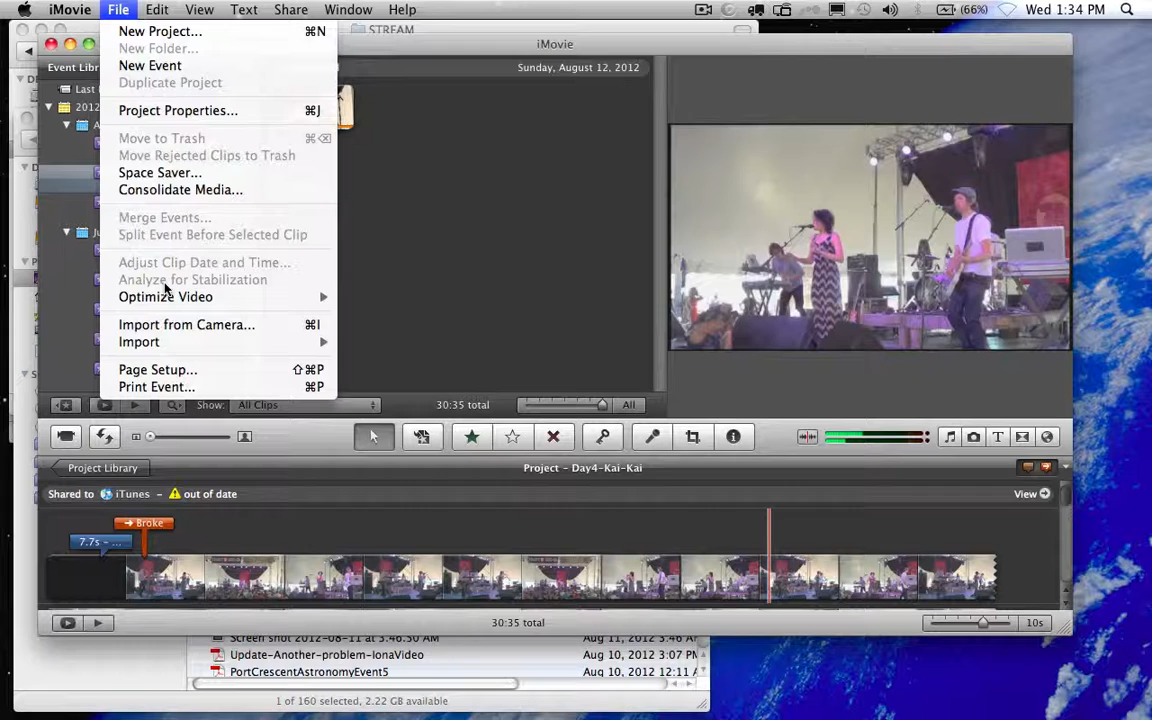 iMovie File Edit View Text Share Window Help (66%) Wed 1:34 PM
STREAM
iMovie
Event Lib
Sunday, August 12, 2012
Last
2012
New Project... ⌘N
New Folder...
New Event
Duplicate Project
Project Properties... ⌘J
Move to Trash ⌘⌫
Move Rejected Clips to Trash
Space Saver...
Consolidate Media...
Merge Events...
Split Event Before Selected Clip
Adjust Clip Date and Time...
Analyze for Stabilization
Optimize Video
Import from Camera... ⌘I
Import
Page Setup... ⇧⌘P
Print Event... ⌘P
Show: All Clips 30:35 total All
Project Library Project - Day4-Kai-Kai
Shared to iTunes - out of date View
→ Broke
7.7s – ...
30:35 total 10s
Screen shot 2012-08-11 at 3.46.50 AM Aug 11, 2012 3:46 A
Update-Another-problem-IonaVideo Aug 10, 2012 3:07 P
PortCrescentAstronomyEvent5 Aug 10, 2012 12:11
1 of 160 selected, 2.22 GB available